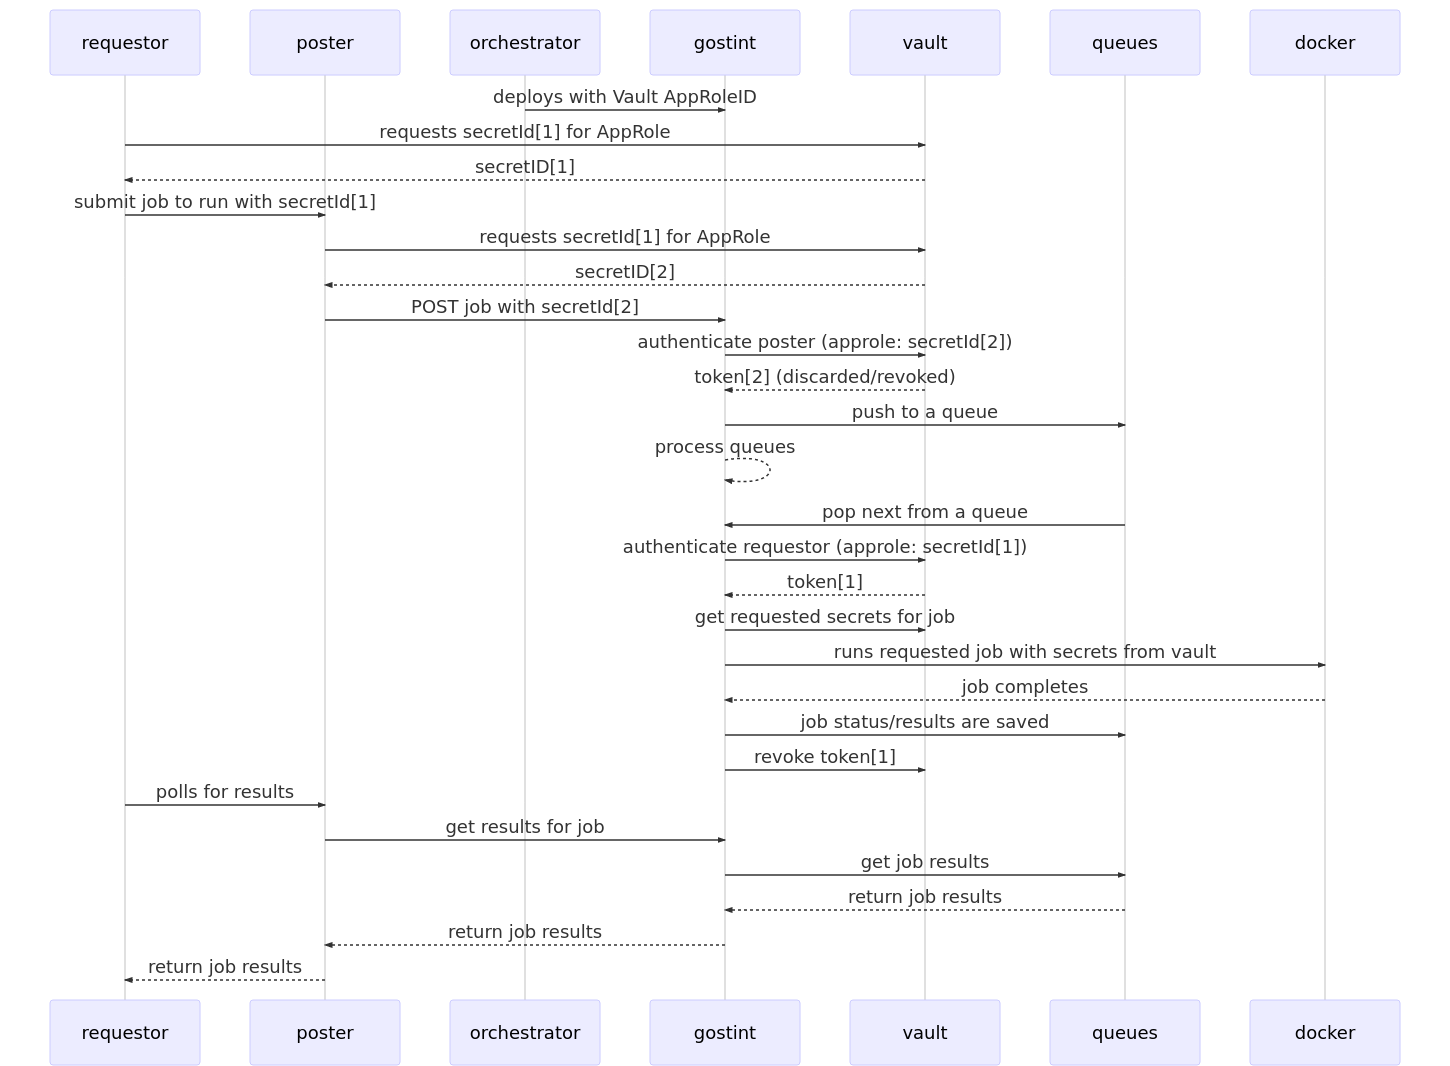 requestor
poster
orchestrator
gostint
vault
queues
docker
deploys with Vault AppRoleID
requests secretId[1] for AppRole
secretID[1]
submit job to run with secretId[1]
requests secretId[1] for AppRole
secretID[2]
POST job with secretId[2]
authenticate poster (approle: secretId[2])
token[2] (discarded/revoked)
push to a queue
process queues
pop next from a queue
authenticate requestor (approle: secretId[1])
token[1]
get requested secrets for job
runs requested job with secrets from vault
job completes
job status/results are saved
revoke token[1]
polls for results
get results for job
get job results
return job results
return job results
return job results
requestor
poster
orchestrator
gostint
vault
queues
docker